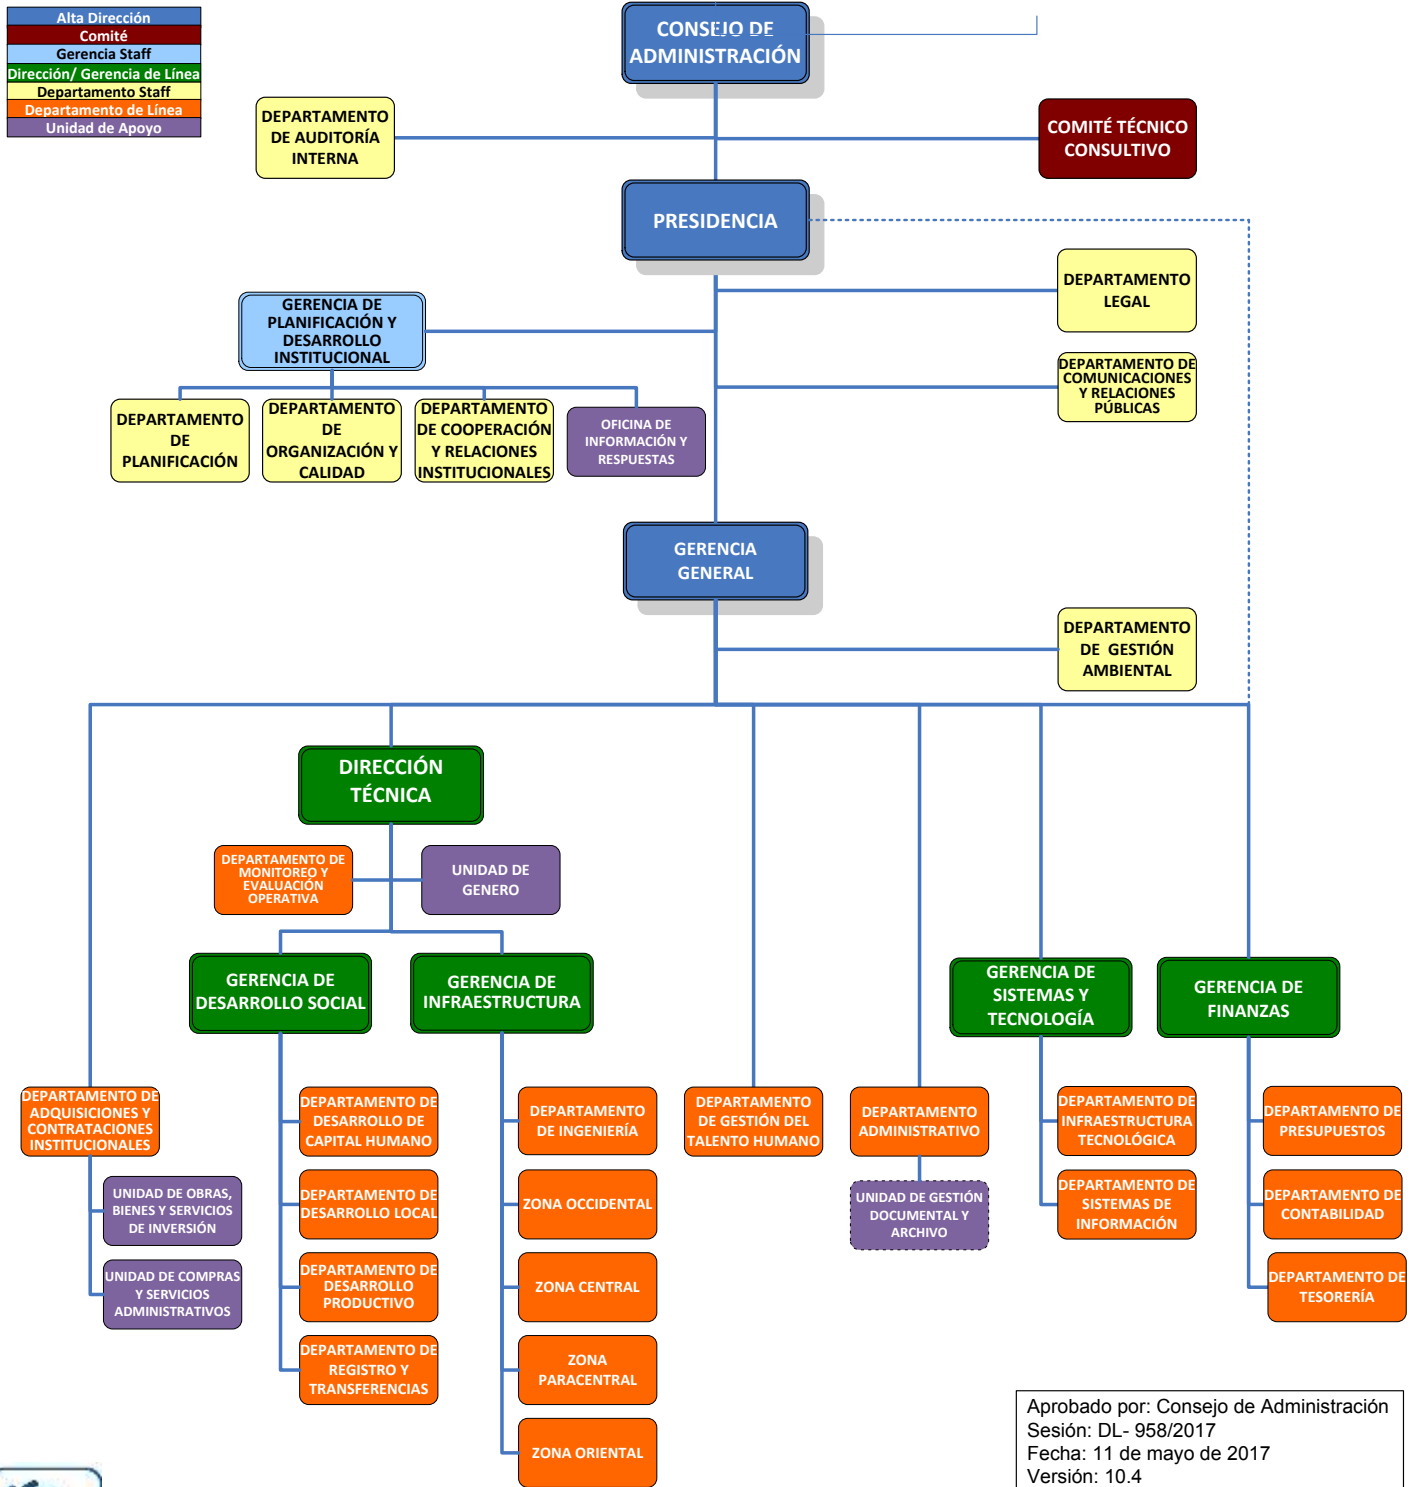 Alta Dirección
Comité
Gerencia Staff
Dirección/ Gerencia de Línea
Departamento Staff
Departamento de Línea
Unidad de Apoyo
CONSEJO DE
ADMINISTRACIÓN
DEPARTAMENTO
DE AUDITORÍA
INTERNA
COMITÉ TÉCNICO
CONSULTIVO
PRESIDENCIA
DEPARTAMENTO
LEGAL
GERENCIA DE
PLANIFICACIÓN Y
DESARROLLO
INSTITUCIONAL
DEPARTAMENTO DE
COMUNICACIONES
Y RELACIONES
PÚBLICAS
DEPARTAMENTO
DE
PLANIFICACIÓN
DEPARTAMENTO
DE
ORGANIZACIÓN Y
CALIDAD
DEPARTAMENTO
DE COOPERACIÓN
Y RELACIONES
INSTITUCIONALES
OFICINA DE
INFORMACIÓN Y
RESPUESTAS
GERENCIA
GENERAL
DEPARTAMENTO
DE GESTIÓN
AMBIENTAL
DIRECCIÓN
TÉCNICA
DEPARTAMENTO DE
MONITOREO Y
EVALUACIÓN
OPERATIVA
UNIDAD DE
GENERO
GERENCIA DE
DESARROLLO SOCIAL
GERENCIA DE
INFRAESTRUCTURA
GERENCIA DE
SISTEMAS Y
TECNOLOGÍA
GERENCIA DE
FINANZAS
DEPARTAMENTO DE
ADQUISICIONES Y
CONTRATACIONES
INSTITUCIONALES
UNIDAD DE OBRAS,
BIENES Y SERVICIOS
DE INVERSIÓN
UNIDAD DE COMPRAS
Y SERVICIOS
ADMINISTRATIVOS
DEPARTAMENTO DE
DESARROLLO DE
CAPITAL HUMANO
DEPARTAMENTO DE
DESARROLLO LOCAL
DEPARTAMENTO DE
DESARROLLO
PRODUCTIVO
DEPARTAMENTO DE
REGISTRO Y
TRANSFERENCIAS
DEPARTAMENTO
DE INGENIERÍA
ZONA OCCIDENTAL
ZONA CENTRAL
ZONA
PARACENTRAL
ZONA ORIENTAL
DEPARTAMENTO
DE GESTIÓN DEL
TALENTO HUMANO
DEPARTAMENTO
ADMINISTRATIVO
UNIDAD DE GESTIÓN
DOCUMENTAL Y
ARCHIVO
DEPARTAMENTO DE
INFRAESTRUCTURA
TECNOLÓGICA
DEPARTAMENTO DE
SISTEMAS DE
INFORMACIÓN
DEPARTAMENTO DE
PRESUPUESTOS
DEPARTAMENTO DE
CONTABILIDAD
DEPARTAMENTO DE
TESORERÍA
Aprobado por: Consejo de Administración
Sesión: DL- 958/2017
Fecha: 11 de mayo de 2017
Versión: 10.4